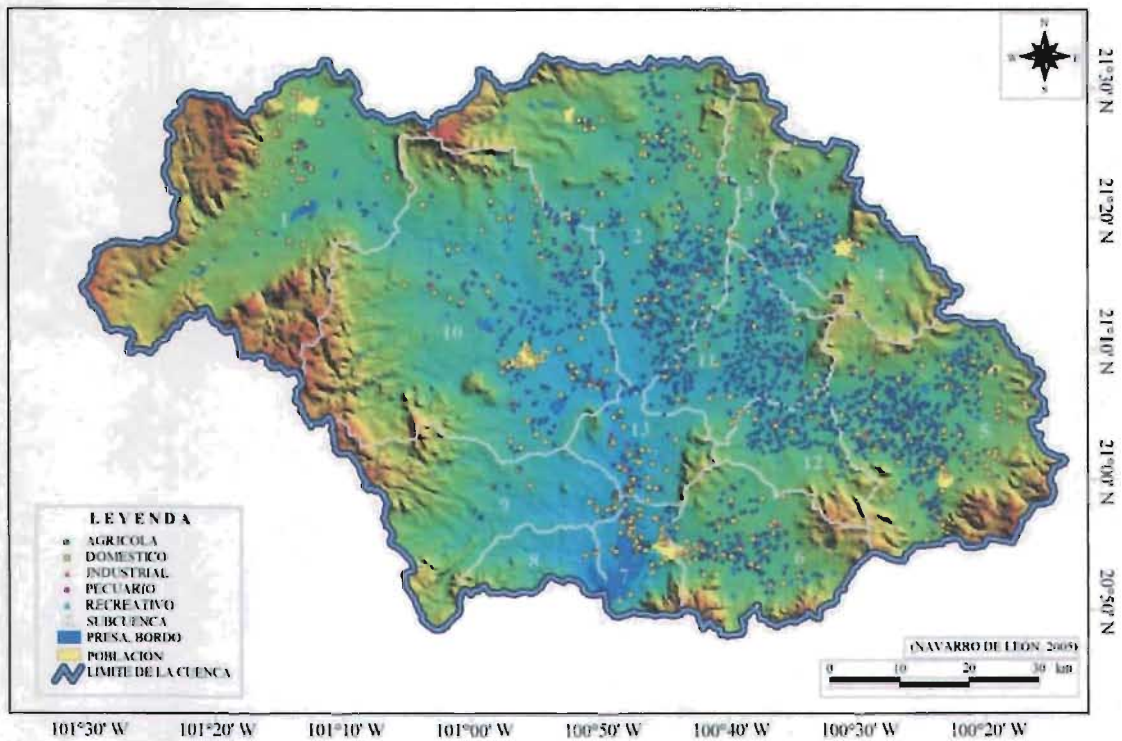 N
W E
S
21°30' N
21°20' N
21°10' N
21°00' N
20°50' N
1
2
3
4
5
6
7
8
9
10
11
12
13
LEYENDA
AGRICOLA
DOMESTICO
INDUSTRIAL
PECUARIO
RECREATIVO
SUBCUENCA
PRESA, BORDO
POBLACION
LIMITE DE LA CUENCA
(NAVARRO DE LEÓN, 2005)
0 10 20 30 km
101°30' W 101°20' W 101°10' W 101°00' W 100°50' W 100°40' W 100°30' W 100°20' W